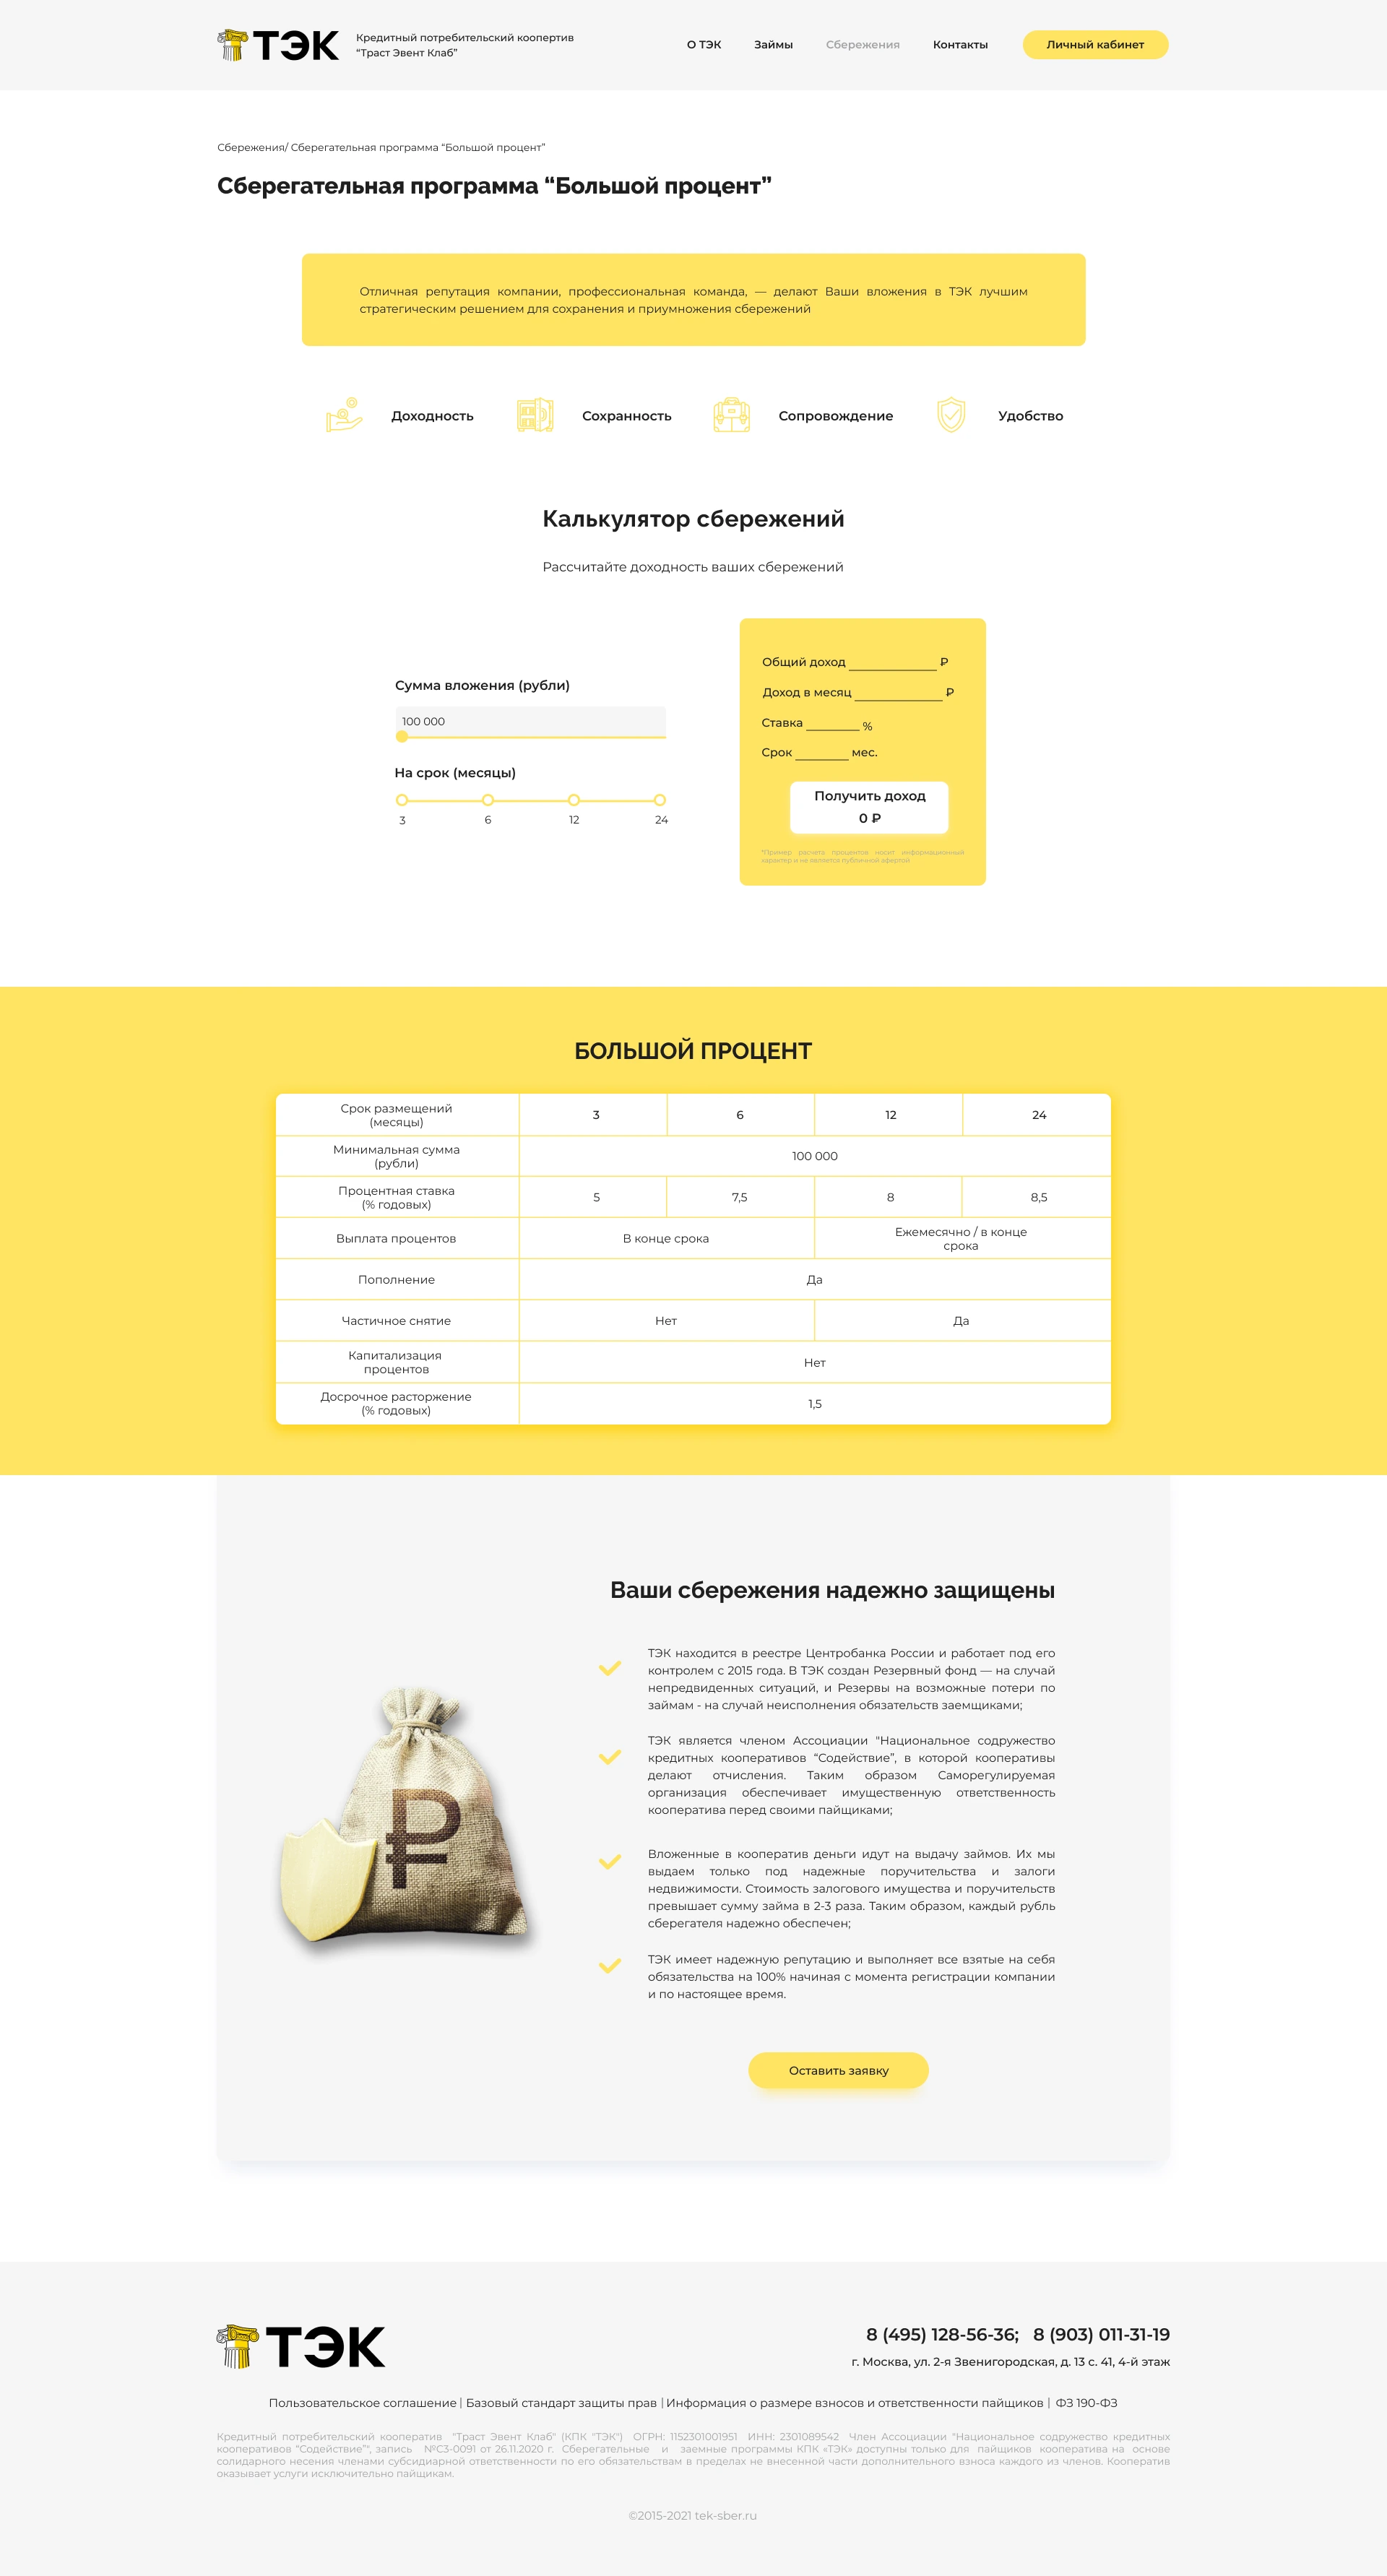 ТЭК
Кредитный потребительский коопертив
“Траст Эвент Клаб”
О ТЭК
Займы
Сбережения
Контакты
Личный кабинет
Сбережения/ Сберегательная программа “Большой процент”
Сберегательная программа “Большой процент”
Отличная репутация компании, профессиональная команда, — делают Ваши вложения в ТЭК лучшим
стратегическим решением для сохранения и приумножения сбережений
Доходность
Сохранность
Сопровождение
Удобство
Калькулятор сбережений
Рассчитайте доходность ваших сбережений
Сумма вложения (рубли)
100 000
На срок (месяцы)
3
6
12
24
Общий доход ____________ ₽
Доход в месяц ____________ ₽
Ставка _______ %
Срок _______ мес.
Получить доход
0 ₽
*Пример расчета процентов носит информационный
характер и не является публичной афертой
БОЛЬШОЙ ПРОЦЕНТ
Срок размещений
(месяцы)
3
6
12
24
Минимальная сумма
(рубли)
100 000
Процентная ставка
(% годовых)
5
7,5
8
8,5
Выплата процентов
В конце срока
Ежемесячно / в конце
срока
Пополнение
Да
Частичное снятие
Нет
Да
Капитализация
процентов
Нет
Досрочное расторжение
(% годовых)
1,5
Ваши сбережения надежно защищены
ТЭК находится в реестре Центробанка России и работает под его
контролем с 2015 года. В ТЭК создан Резервный фонд — на случай
непредвиденных ситуаций, и Резервы на возможные потери по
займам - на случай неисполнения обязательств заемщиками;
ТЭК является членом Ассоциации "Национальное содружество
кредитных кооперативов “Содействие”, в которой кооперативы
делают отчисления. Таким образом Саморегулируемая
организация обеспечивает имущественную ответственность
кооператива перед своими пайщиками;
Вложенные в кооператив деньги идут на выдачу займов. Их мы
выдаем только под надежные поручительства и залоги
недвижимости. Стоимость залогового имущества и поручительств
превышает сумму займа в 2-3 раза. Таким образом, каждый рубль
сберегателя надежно обеспечен;
ТЭК имеет надежную репутацию и выполняет все взятые на себя
обязательства на 100% начиная с момента регистрации компании
и по настоящее время.
₽
Оставить заявку
ТЭК
8 (495) 128-56-36; 8 (903) 011-31-19
г. Москва, ул. 2-я Звенигородская, д. 13 с. 41, 4-й этаж
Пользовательское соглашение | Базовый стандарт защиты прав | Информация о размере взносов и ответственности пайщиков | ФЗ 190-ФЗ
Кредитный потребительский кооператив "Траст Эвент Клаб" (КПК "ТЭК") ОГРН: 1152301001951 ИНН: 2301089542 Член Ассоциации "Национальное содружество кредитных
кооперативов “Содействие”", запись №СЗ-0091 от 26.11.2020 г. Сберегательные и заемные программы КПК «ТЭК» доступны только для пайщиков кооператива на основе
солидарного несения членами субсидиарной ответственности по его обязательствам в пределах не внесенной части дополнительного взноса каждого из членов. Кооператив
оказывает услуги исключительно пайщикам.
©2015-2021 tek-sber.ru